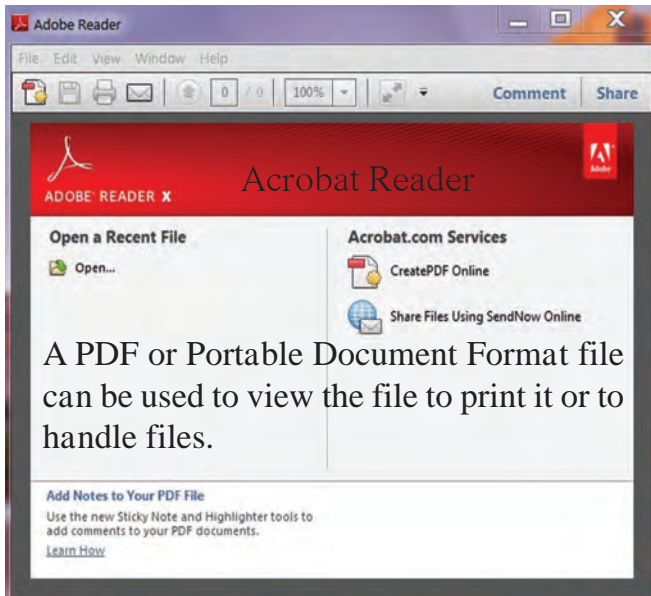 Adobe Reader
File Edit View Window Help
0 / 0 100% Comment Share
ADOBE® READER X
Acrobat Reader
Adobe
Open a Recent File
Open...
Acrobat.com Services
CreatePDF Online
Share Files Using SendNow Online
A PDF or Portable Document Format file
can be used to view the file to print it or to
handle files.
Add Notes to Your PDF File
Use the new Sticky Note and Highlighter tools to
add comments to your PDF documents.
Learn How